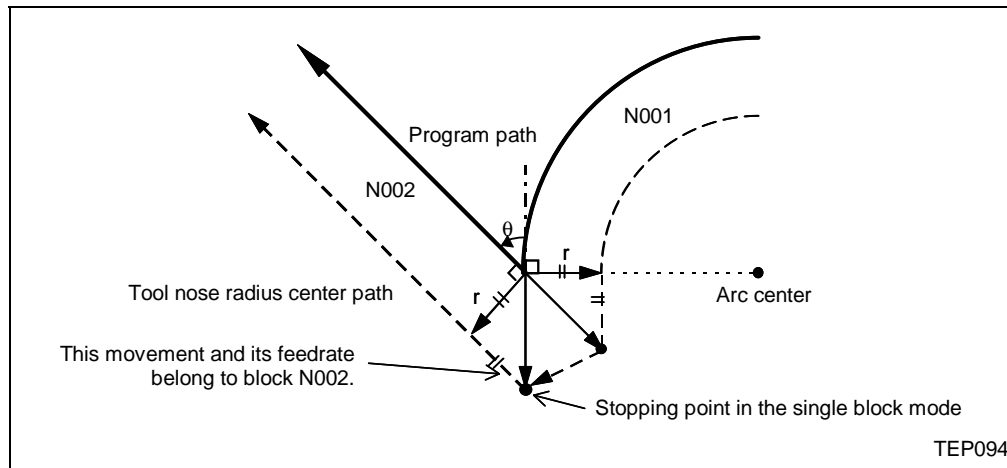 N001
Program path
N002
θ
r
Arc center
Tool nose radius center path
r
This movement and its feedrate
belong to block N002.
Stopping point in the single block mode
TEP094